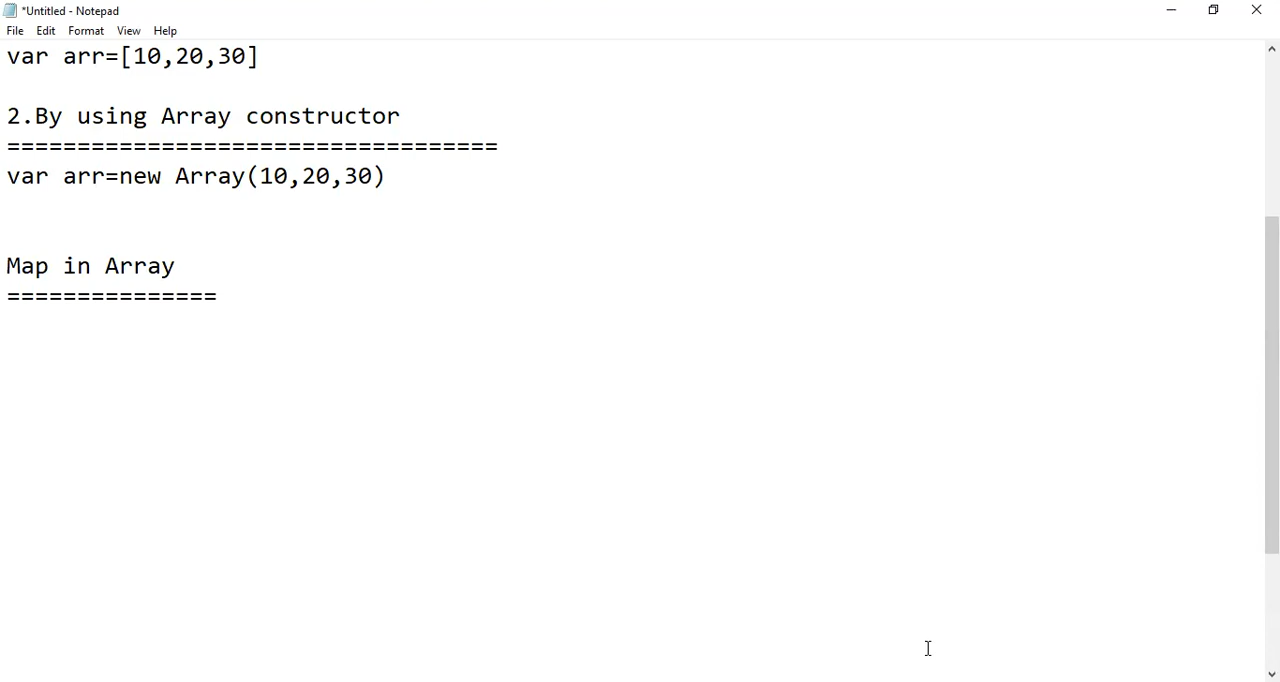 *Untitled - Notepad
File Edit Format View Help
var arr=[10,20,30]
2.By using Array constructor
===================================
var arr=new Array(10,20,30)
Map in Array
===============